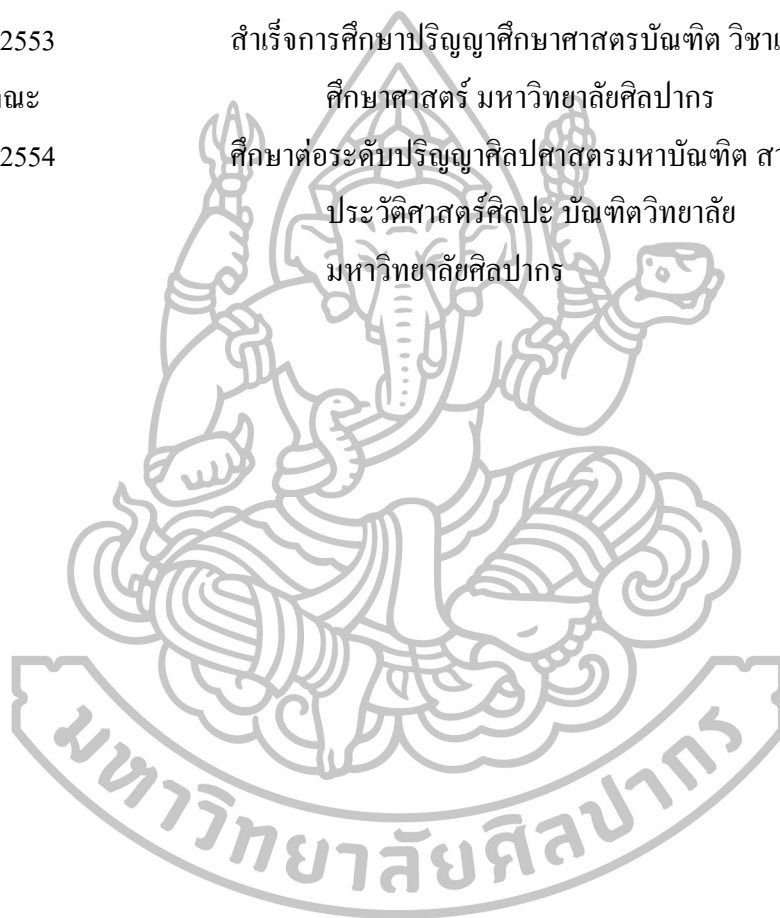 2553 สำเร็จการศึกษาปริญญาศึกษาศาสตรบัณฑิต
ศึกษาศาสตร์ มหาวิทยาลัยศิลปากร
2554 ศึกษาต่อระดับปริญญาศิลปศาสตรมหาบัณฑิต
ประวัติศาสตร์ศิลปะ บัณฑิตวิทยาลัย
มหาวิทยาลัยศิลปากร
มหาวิทยาลัยศิลปากร